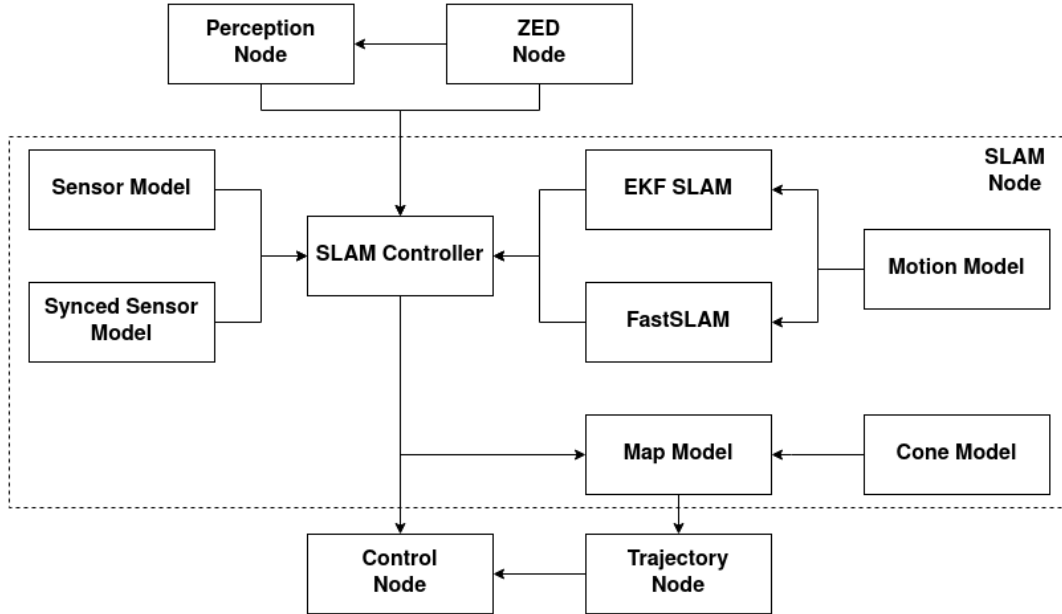 Perception
Node
ZED
Node
SLAM
Node
Sensor Model
EKF SLAM
SLAM Controller
Motion Model
Synced Sensor
Model
FastSLAM
Map Model
Cone Model
Control
Node
Trajectory
Node